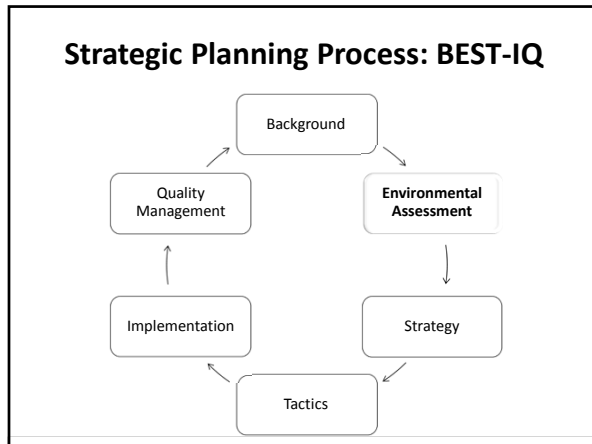 Strategic Planning Process: BEST-IQ
Background
Environmental
Assessment
Strategy
Tactics
Implementation
Quality
Management